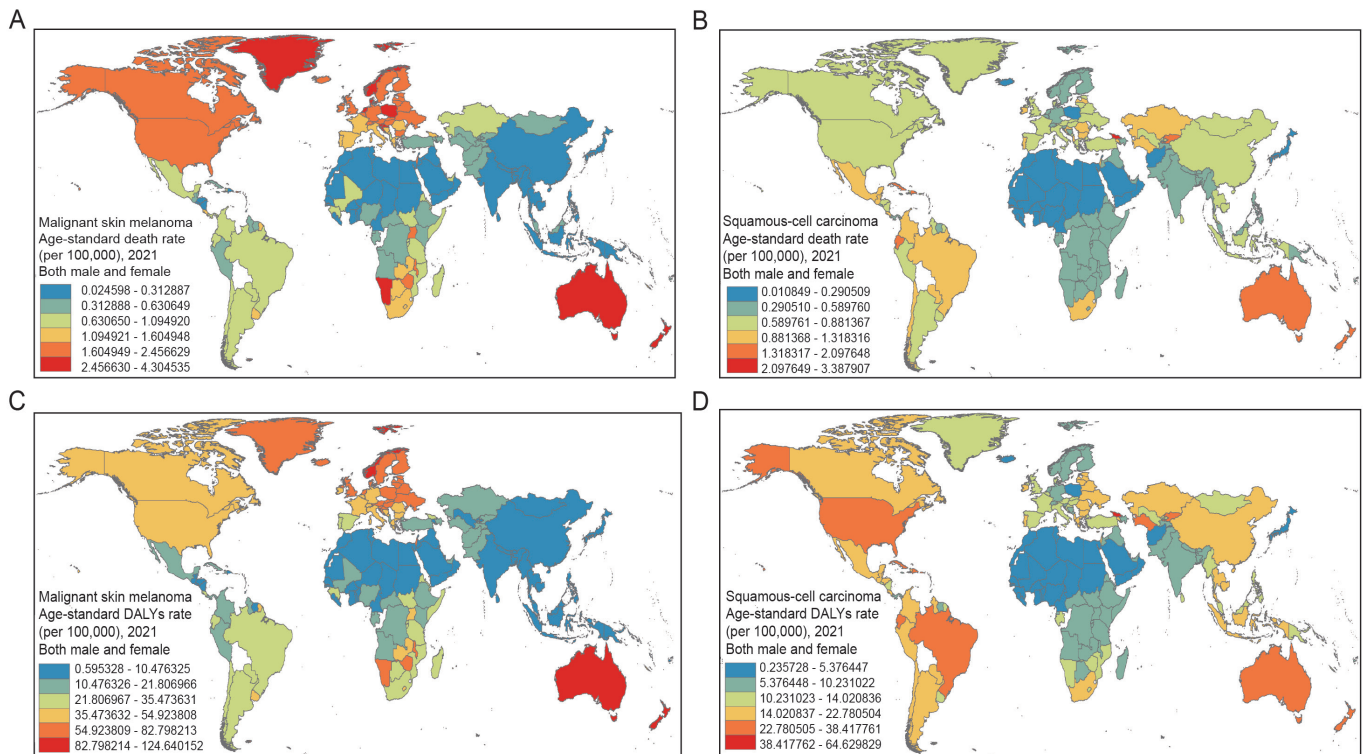 A
Malignant skin melanoma
Age-standard death rate
(per 100,000), 2021
Both male and female
0.024598 - 0.312887
0.312888 - 0.630649
0.630650 - 1.094920
1.094921 - 1.604948
1.604949 - 2.456629
2.456630 - 4.304535
B
Squamous-cell carcinoma
Age-standard death rate
(per 100,000), 2021
Both male and female
0.010849 - 0.290509
0.290510 - 0.589760
0.589761 - 0.881367
0.881368 - 1.318316
1.318317 - 2.097648
2.097649 - 3.387907
C
Malignant skin melanoma
Age-standard DALYs rate
(per 100,000), 2021
Both male and female
0.595328 - 10.476325
10.476326 - 21.806966
21.806967 - 35.473631
35.473632 - 54.923808
54.923809 - 82.798213
82.798214 - 124.640152
D
Squamous-cell carcinoma
Age-standard DALYs rate
(per 100,000), 2021
Both male and female
0.235728 - 5.376447
5.376448 - 10.231022
10.231023 - 14.020836
14.020837 - 22.780504
22.780505 - 38.417761
38.417762 - 64.629829